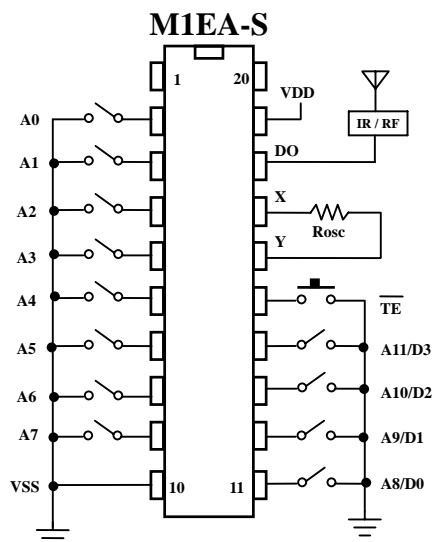 M1EA-S
1 20
VDD
A0
IR / RF
A1
DO
A2
X
Rosc
A3
Y
A4
TE
A5
A11/D3
A6
A10/D2
A7
A9/D1
VSS
10 11
A8/D0